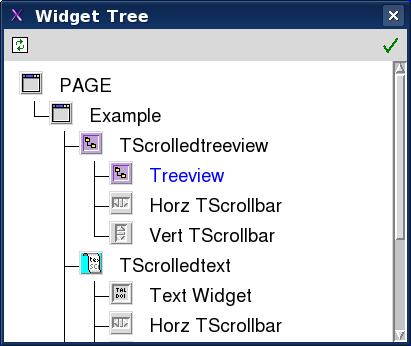 Widget Tree
PAGE
Example
TScrolledtreeview
Treeview
Horz TScrollbar
Vert TScrollbar
TScrolledtext
Text Widget
Horz TScrollbar